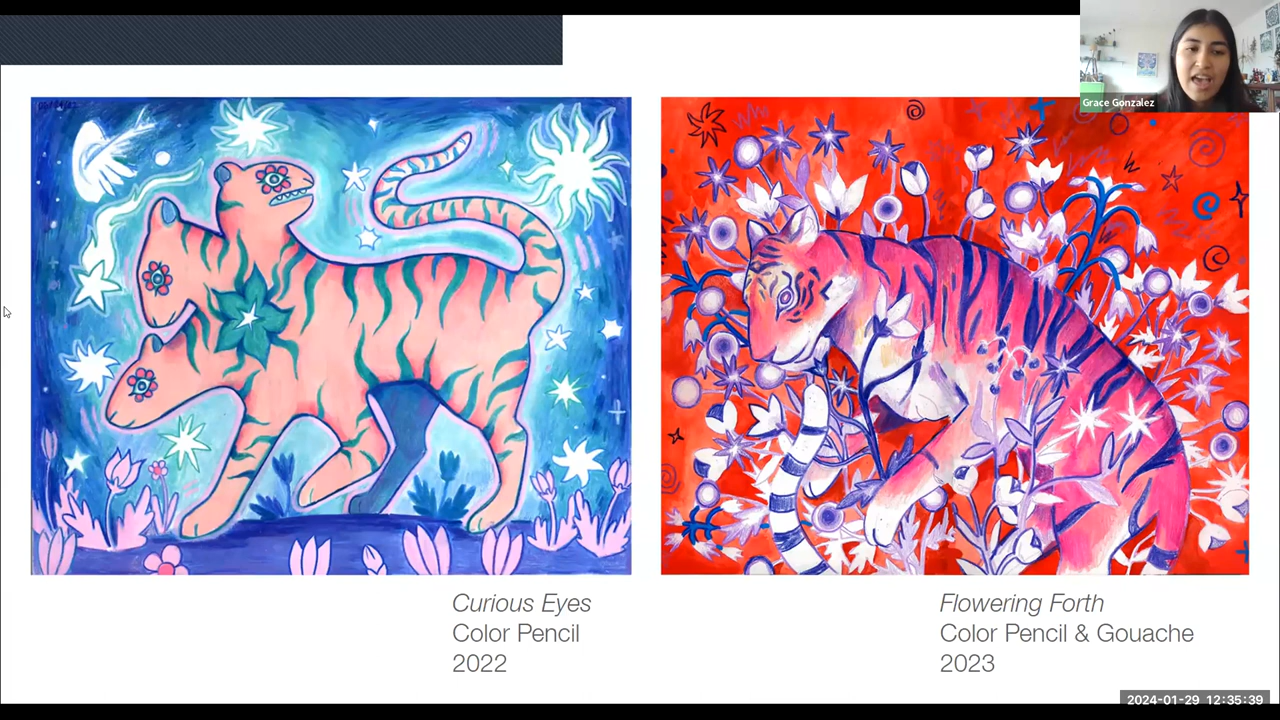 Grace Gonzalez
Curious Eyes
Color Pencil
2022
Flowering Forth
Color Pencil & Gouache
2023
2024-01-29 12:35:39